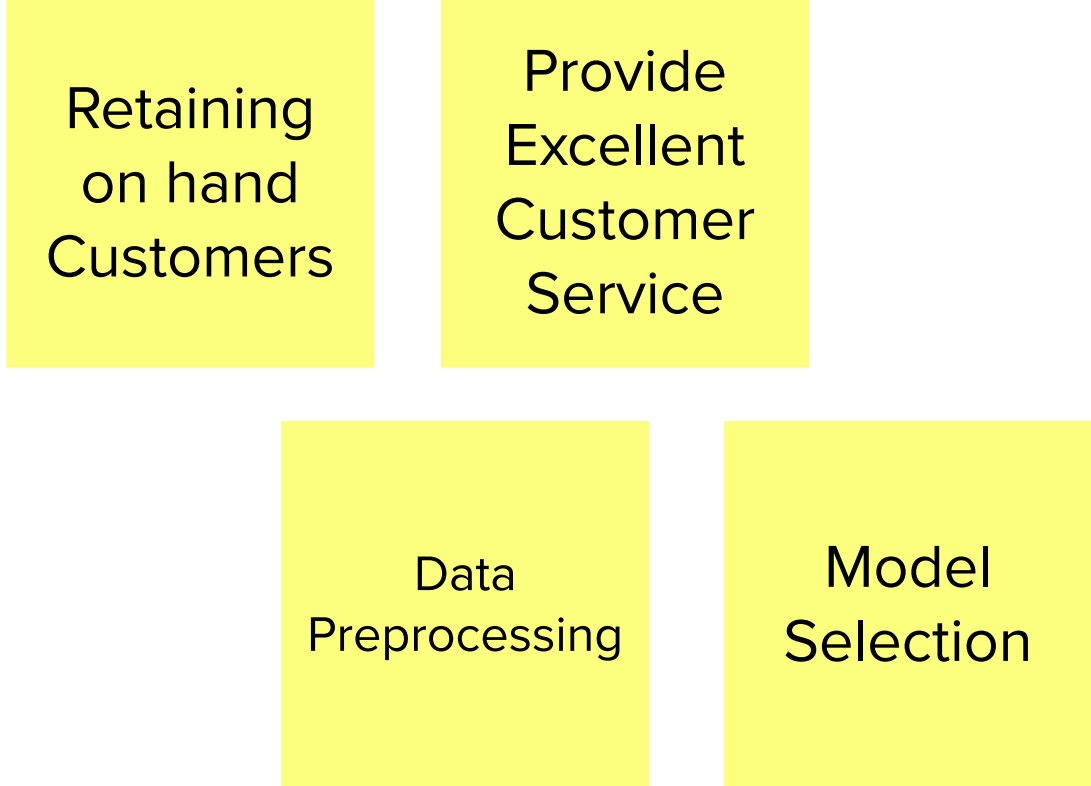 Retaining
on hand
Customers
Provide
Excellent
Customer
Service
Data
Preprocessing
Model
Selection